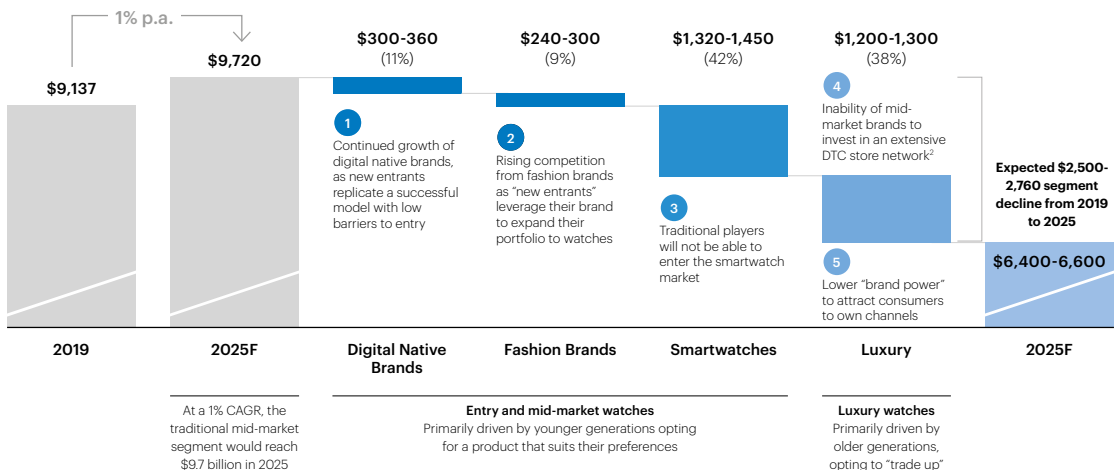 1% p.a.
$9,137
$9,720
$300-360
(11%)
$240-300
(9%)
$1,320-1,450
(42%)
$1,200-1,300
(38%)
1
Continued growth of
digital native brands,
as new entrants
replicate a successful
model with low
barriers to entry
2
Rising competition
from fashion brands
as “new entrants”
leverage their brand
to expand their
portfolio to watches
3
Traditional players
will not be able to
enter the smartwatch
market
4
Inability of mid-
market brands to
invest in an extensive
DTC store network²
5
Lower “brand power”
to attract consumers
to own channels
Expected $2,500-
2,760 segment
decline from 2019
to 2025
$6,400-6,600
2019
2025F
Digital Native
Brands
Fashion Brands
Smartwatches
Luxury
2025F
At a 1% CAGR, the
traditional mid-market
segment would reach
$9.7 billion in 2025
Entry and mid-market watches
Primarily driven by younger generations opting
for a product that suits their preferences
Luxury watches
Primarily driven by
older generations,
opting to “trade up”